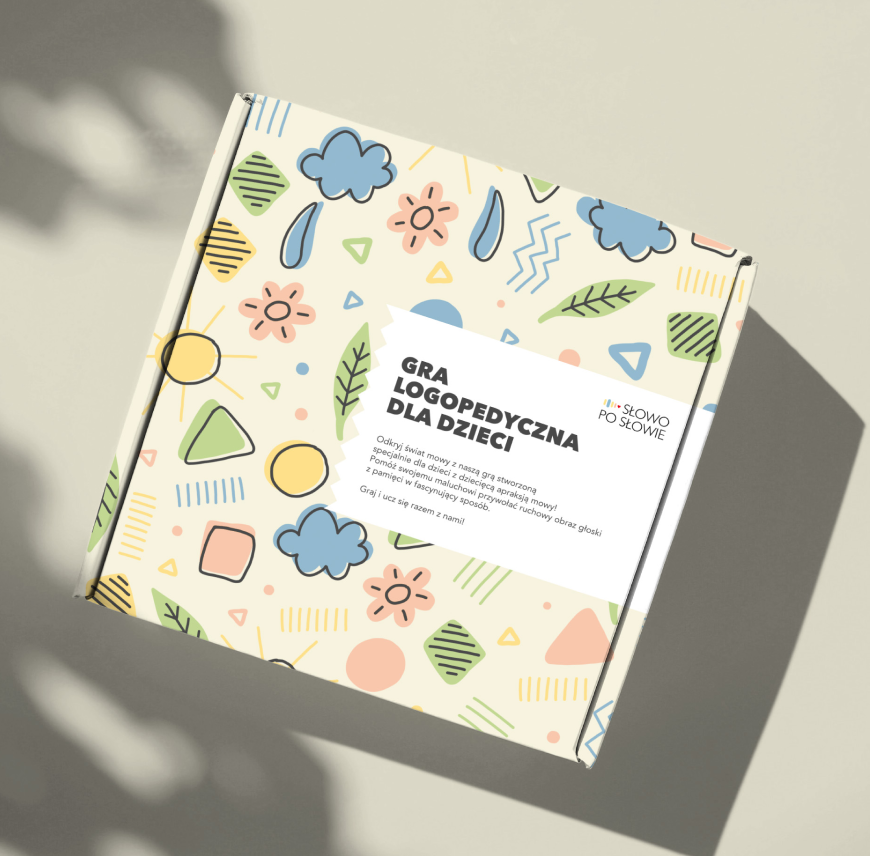 GRA
LOGOPEDYCZNA
DLA DZIECI
SŁOWO
PO SŁOWIE
Odkryj świat mowy z naszą grą stworzoną
specjalnie dla dzieci z dziecięcą apraksją mowy!
Pomóż swojemu maluchowi przywołać ruchowy obraz głoski
z pamięci w fascynujący sposób.
Graj i ucz się razem z nami!